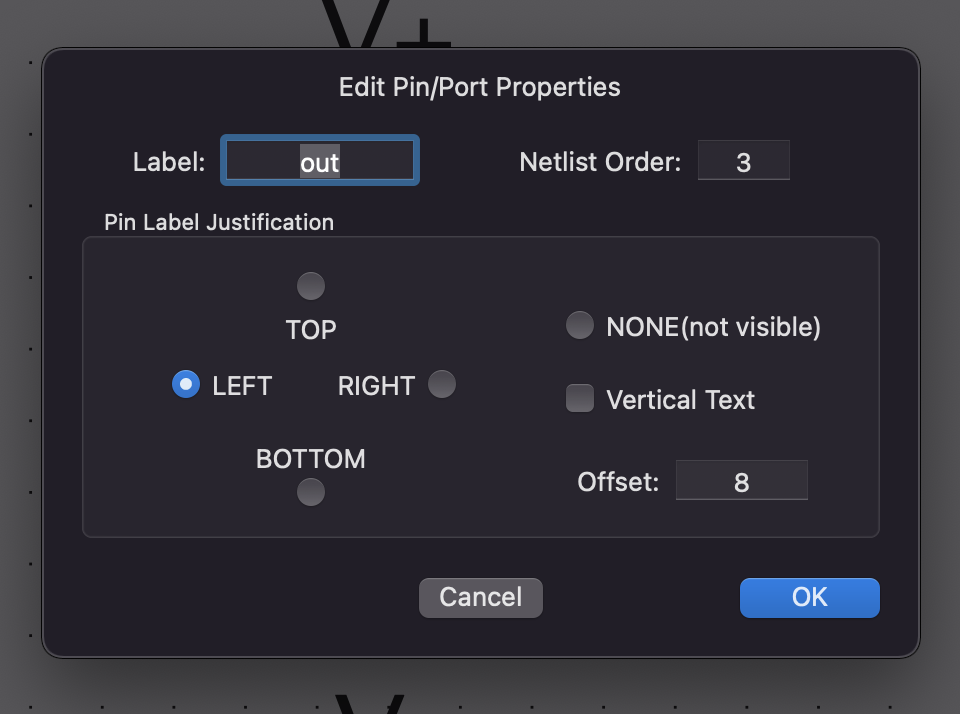 V+
Edit Pin/Port Properties
Label: out Netlist Order: 3
Pin Label Justification
TOP
NONE(not visible)
LEFT RIGHT
Vertical Text
BOTTOM
Offset: 8
Cancel OK